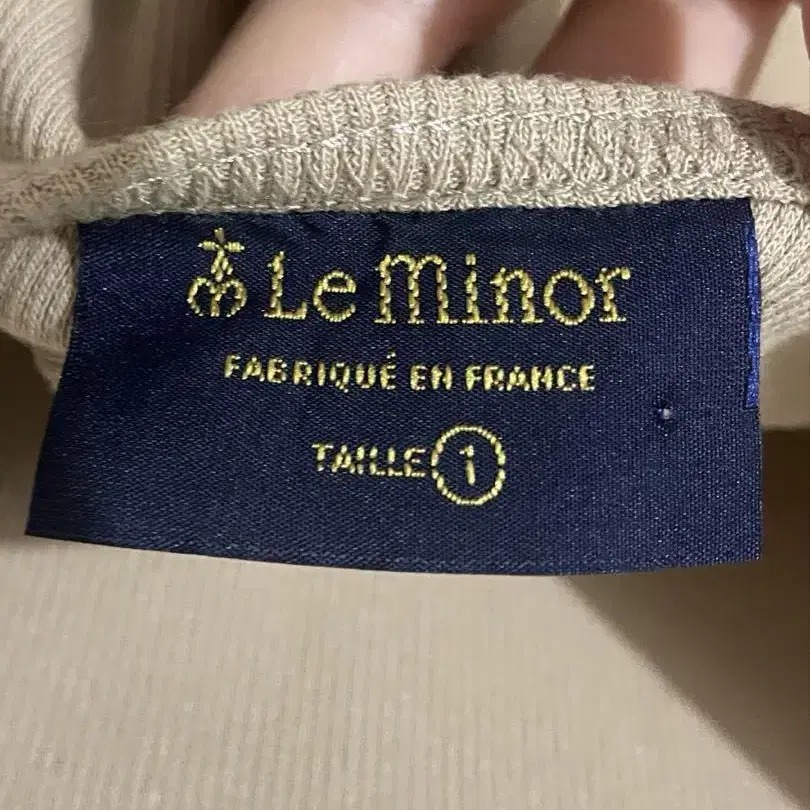 Le Minor
FABRIQUÉ EN FRANCE
TAILLE 1